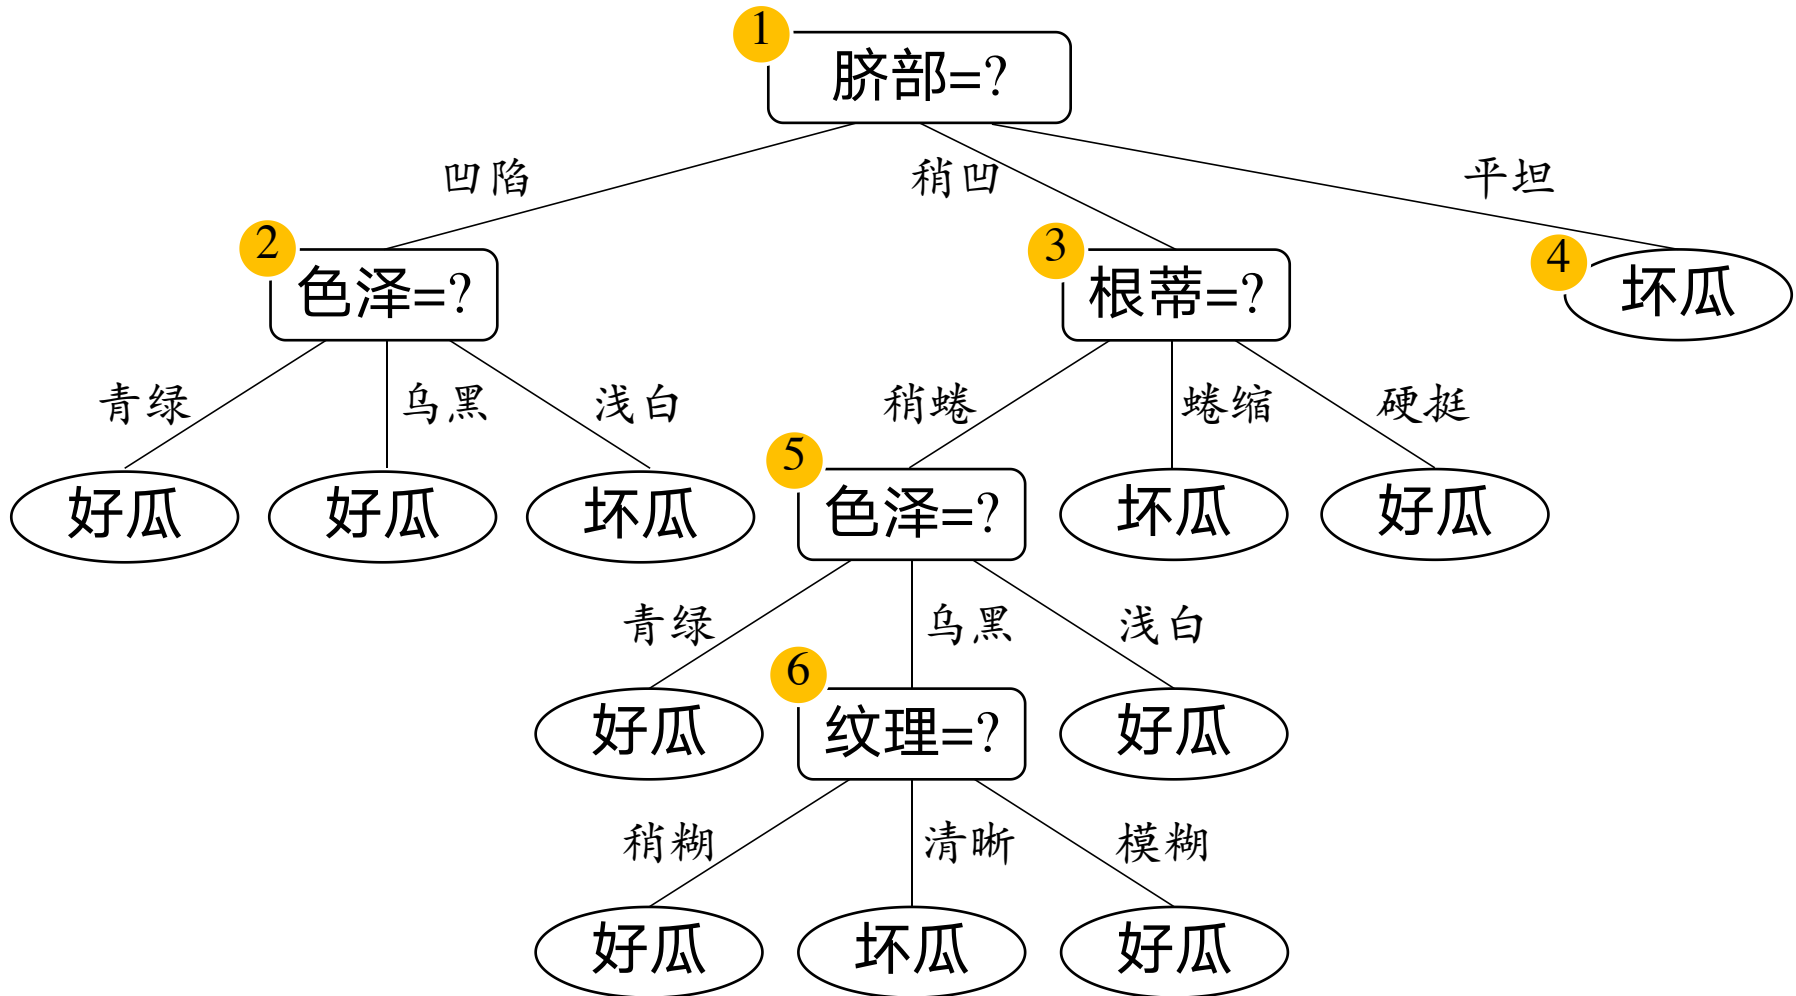 1
脐部=?
凹陷
稍凹
平坦
2
色泽=?
3
根蒂=?
4
坏瓜
青绿
乌黑
浅白
稍蜷
蜷缩
硬挺
好瓜
好瓜
坏瓜
5
色泽=?
坏瓜
好瓜
青绿
乌黑
浅白
好瓜
6
纹理=?
好瓜
稍糊
清晰
模糊
好瓜
坏瓜
好瓜